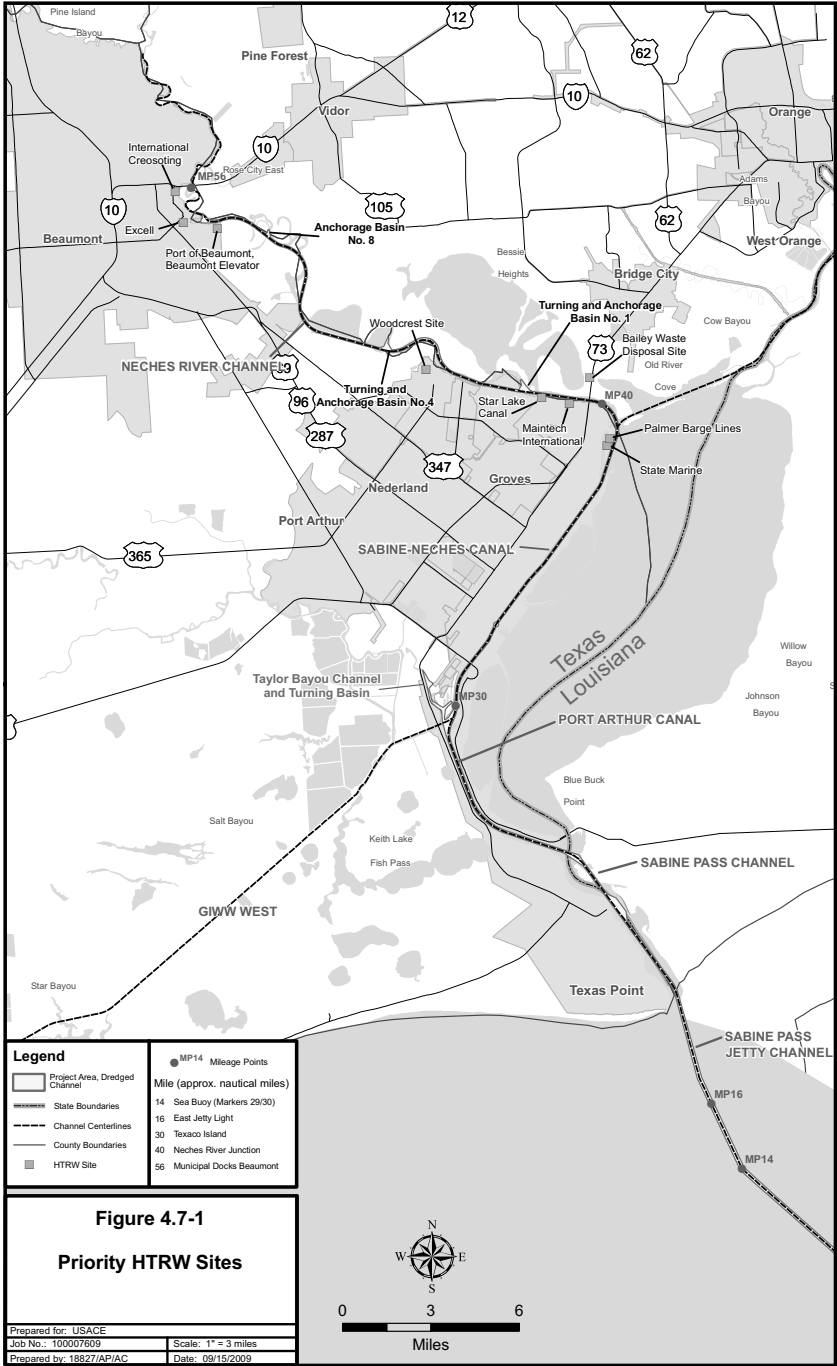 Pine Island
Bayou
12
Pine Forest
62
10
Vidor
Orange
International
Creosoting
10
MP56
Rose City East
Adams
Bayou
10
105
62
Excell
Beaumont
Anchorage Basin
No. 8
West Orange
Port of Beaumont,
Beaumont Elevator
Bessie
Heights
Bridge City
Turning and Anchorage
Basin No. 1
Cow Bayou
Woodcrest Site
73
Bailey Waste
Disposal Site
NECHES RIVER CHANNEL
Old River
Cove
Turning and
Anchorage Basin No.4
96
Star Lake
Canal
MP40
Maintech
International
Palmer Barge Lines
287
State Marine
347
Nederland
Groves
Port Arthur
SABINE-NECHES CANAL
365
Texas
Louisiana
Willow
Bayou
Taylor Bayou Channel
and Turning Basin
MP30
Johnson
Bayou
PORT ARTHUR CANAL
Blue Buck
Point
Salt Bayou
Keith Lake
Fish Pass
SABINE PASS CHANNEL
GIWW WEST
Star Bayou
Texas Point
SABINE PASS
JETTY CHANNEL
MP16
MP14
Legend
Project Area, Dredged
Channel
State Boundaries
Channel Centerlines
County Boundaries
HTRW Site
MP14 Mileage Points
Mile (approx. nautical miles)
14 Sea Buoy (Markers 29/30)
16 East Jetty Light
30 Texaco Island
40 Neches River Junction
56 Municipal Docks Beaumont
Figure 4.7-1
Priority HTRW Sites
Prepared for: USACE
Job No.: 100007609
Scale: 1" = 3 miles
Prepared by: 18827/AP/AC
Date: 09/15/2009
N
W
E
S
0
3
6
Miles